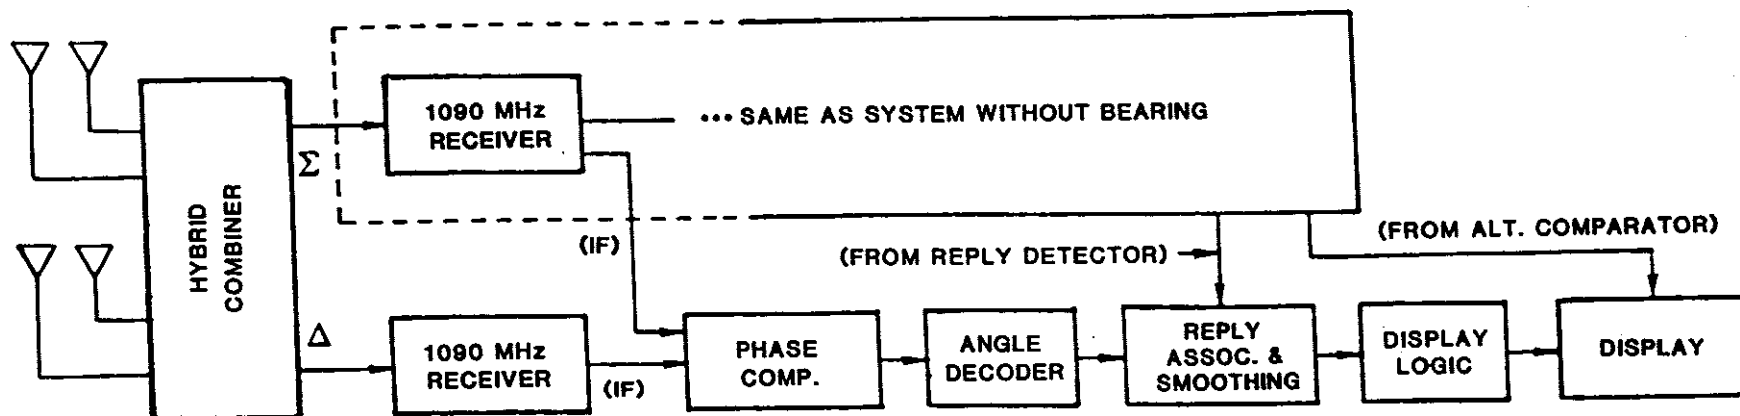 HYBRID
COMBINER
Σ
Δ
1090 MHz
RECEIVER
••• SAME AS SYSTEM WITHOUT BEARING
(IF)
(FROM REPLY DETECTOR)
(FROM ALT. COMPARATOR)
1090 MHz
RECEIVER
(IF)
PHASE
COMP.
ANGLE
DECODER
REPLY
ASSOC. &
SMOOTHING
DISPLAY
LOGIC
DISPLAY